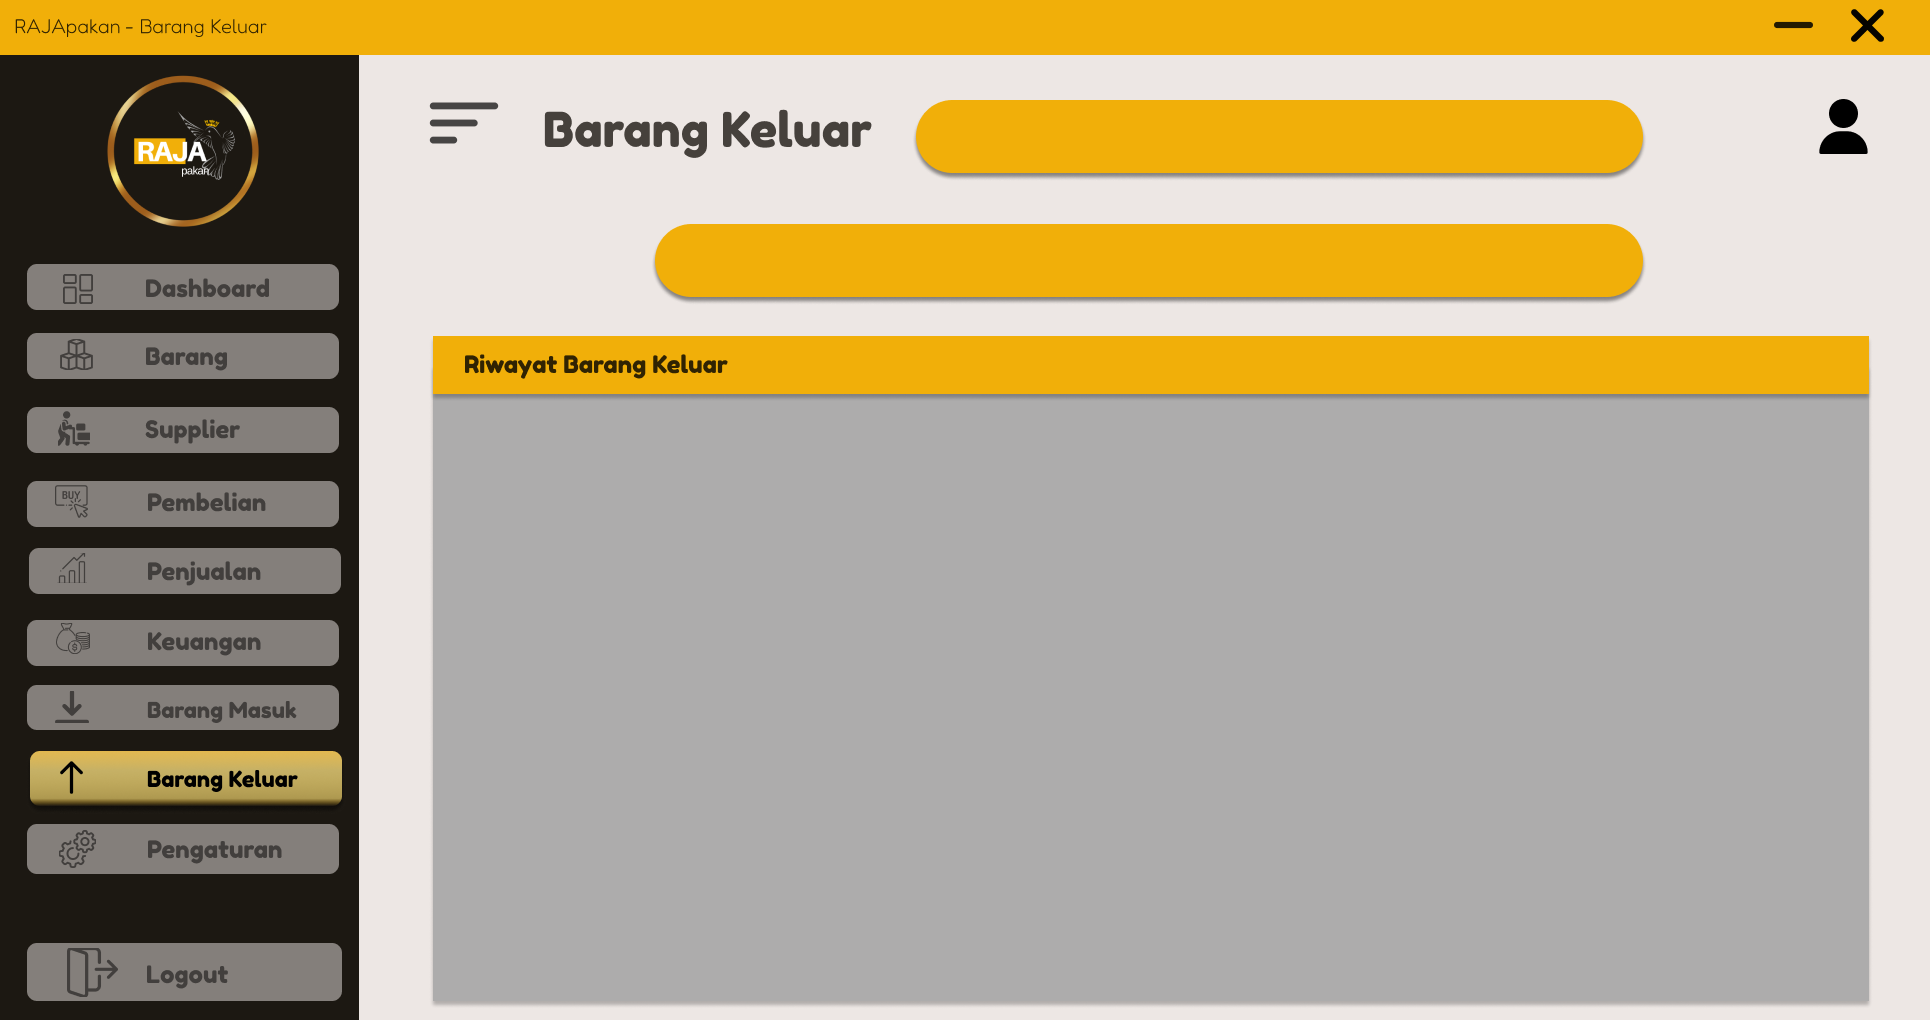 RAJApakan - Barang Keluar
RAJA
pakan
Barang Keluar
Dashboard
Barang
Supplier
BUY
Pembelian
Penjualan
Keuangan
Barang Masuk
Barang Keluar
Pengaturan
Logout
Riwayat Barang Keluar